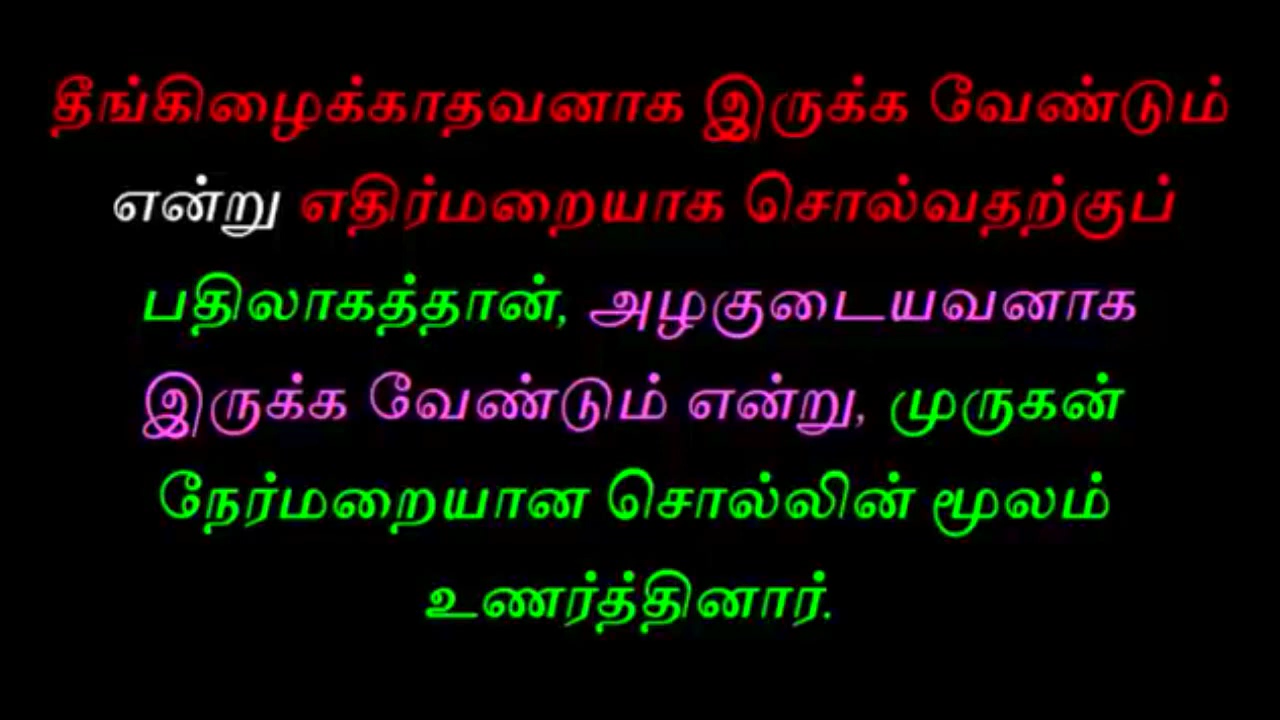 தீங்கிழைக்காதவனாக இருக்க வேண்டும்
என்று எதிர்மறையாக சொல்வதற்குப்
பதிலாகத்தான், அழகுடையவனாக
இருக்க வேண்டும் என்று, முருகன்
நேர்மறையான சொல்லின் மூலம்
உணர்த்தினார்.